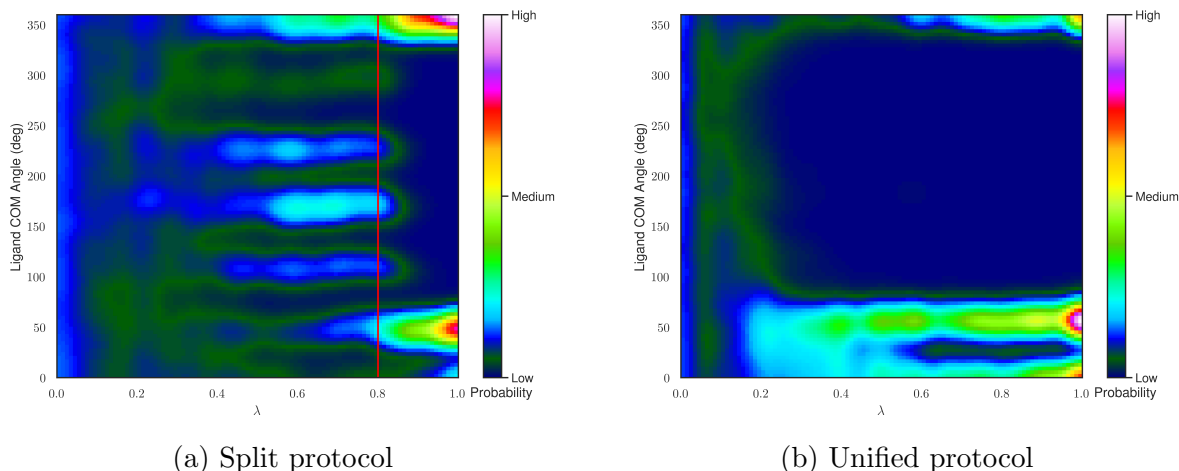 360
350
300
250
200
150
100
50
0
Ligand COM Angle (deg)
0.0 0.2 0.4 0.6 0.8 1.0
λ
High
Medium
Low
Probability
(a) Split protocol
350
300
250
200
150
100
50
0
Ligand COM Angle (deg)
0.0 0.2 0.4 0.6 0.8 1.0
λ
High
Medium
Low
Probability
(b) Unified protocol